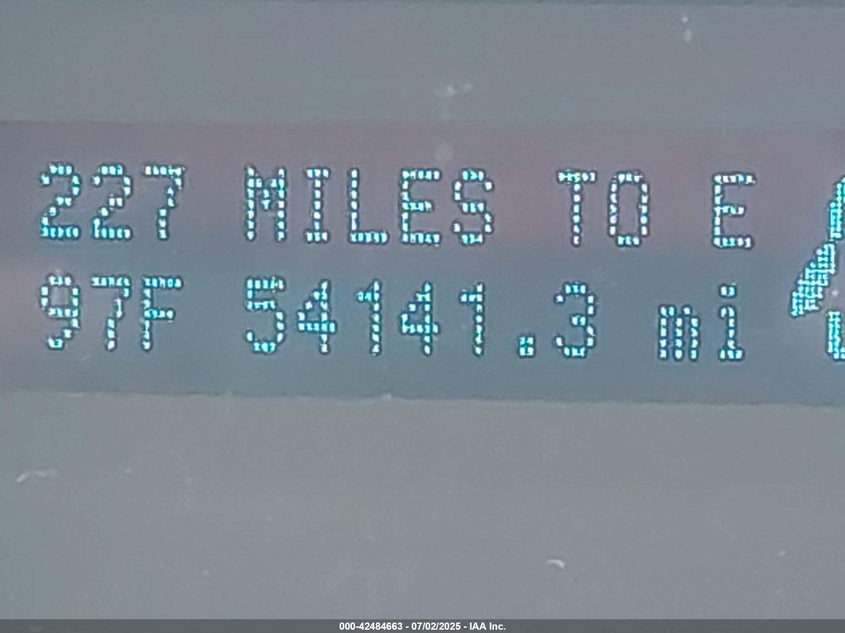 227 MILES TO E
97F 54141.3 mi
000-42484663 - 07/02/2025 - IAA Inc.